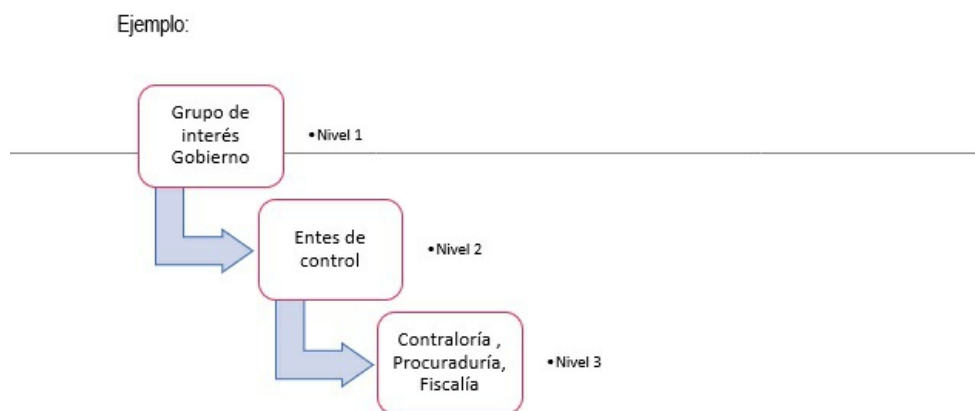 Ejemplo:
Grupo de
interés
Gobierno
•Nivel 1
Entes de
control
•Nivel 2
Contraloría ,
Procuraduría,
Fiscalía
•Nivel 3